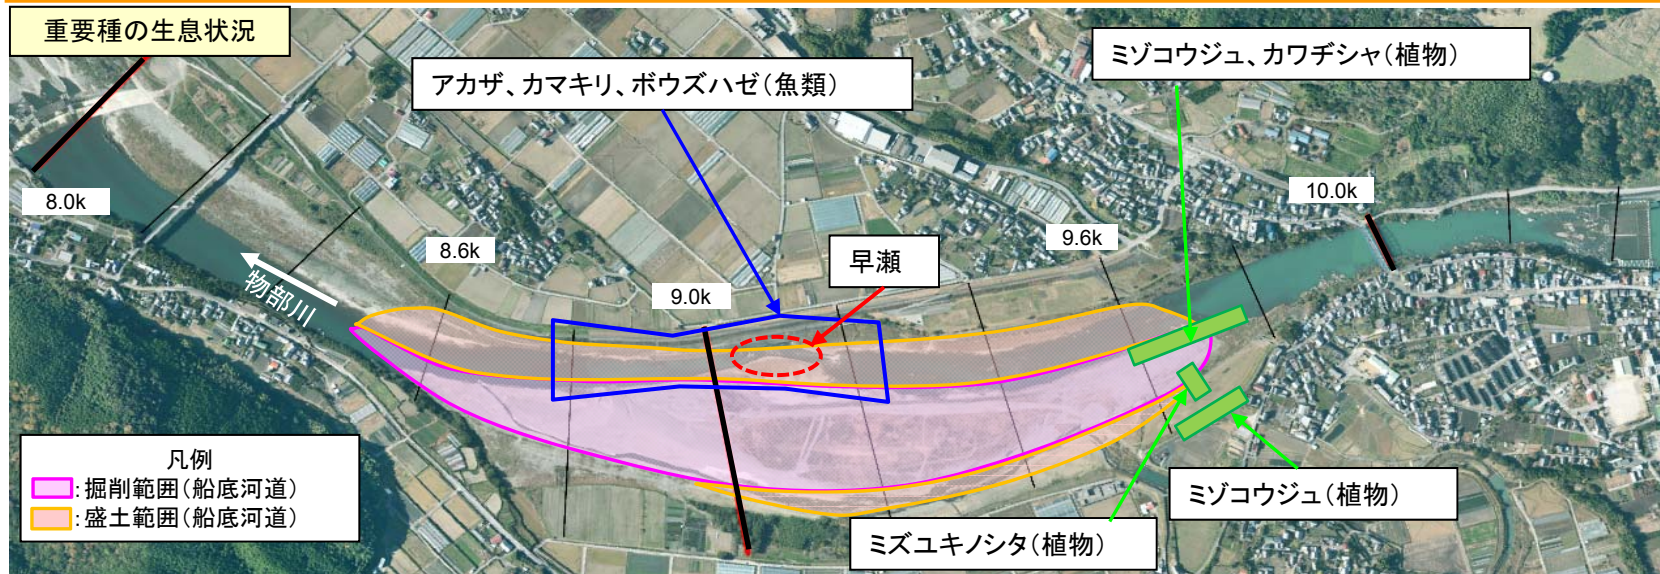 重要種の生息状況
アカザ、カマキリ、ボウズハゼ(魚類)
ミゾコウジュ、カワヂシャ(植物)
8.0k
8.6k
9.0k
9.6k
10.0k
早瀬
物部川
凡例
:掘削範囲(船底河道)
:盛土範囲(船底河道)
ミゾコウジュ(植物)
ミズユキノシタ(植物)